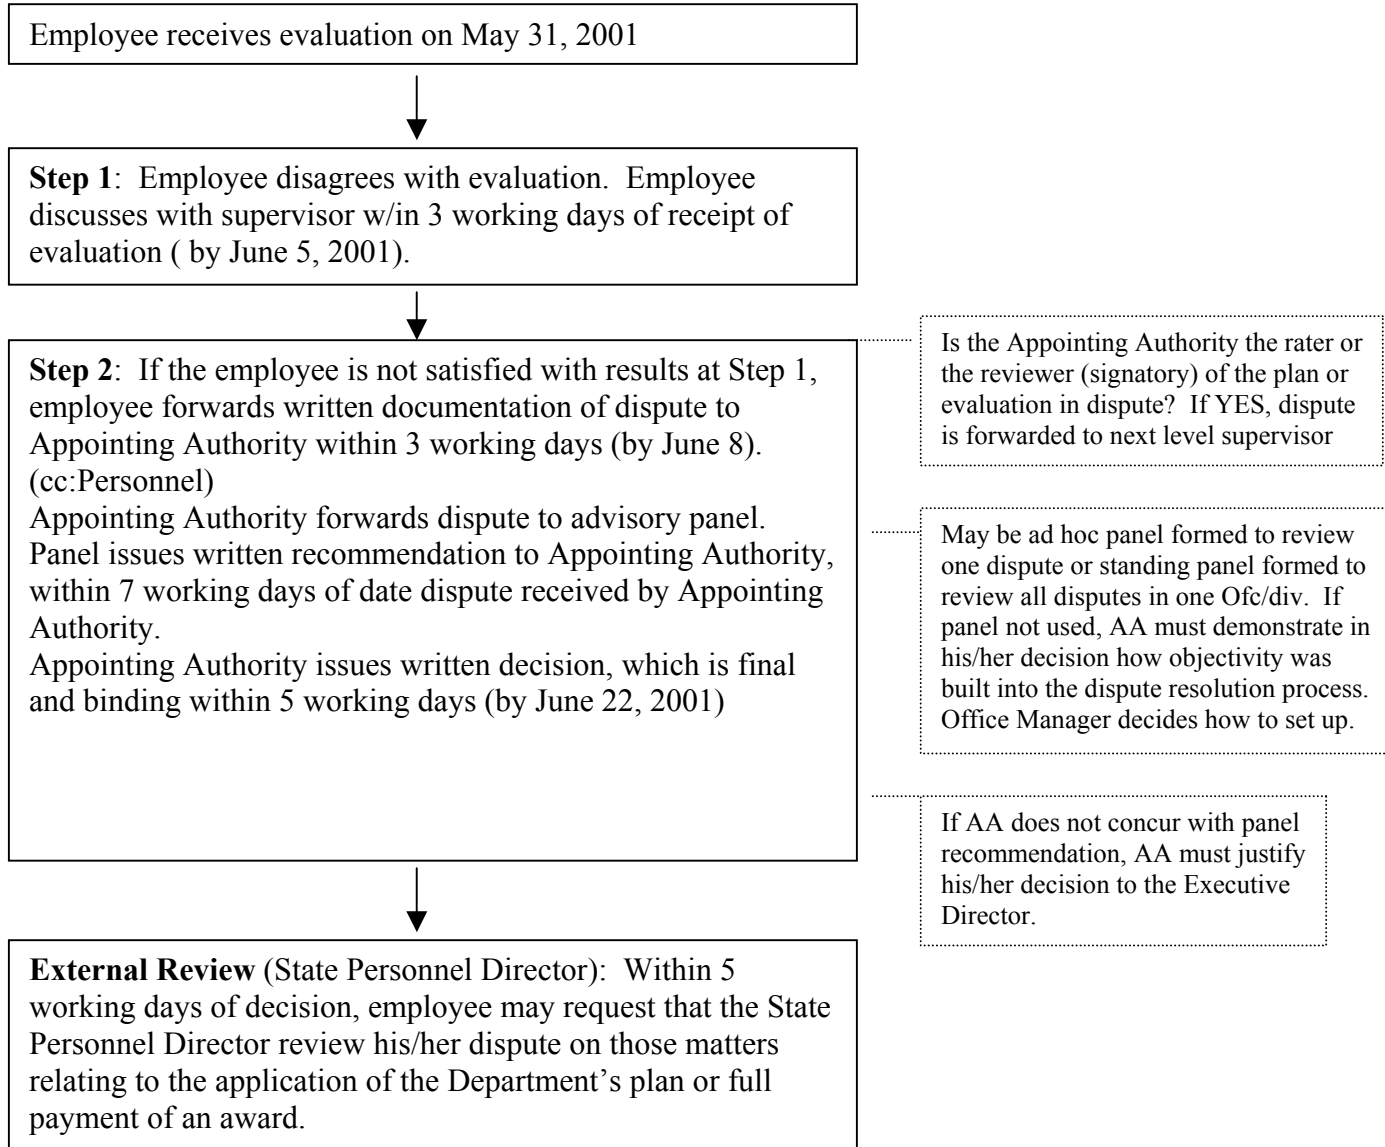 Employee receives evaluation on May 31, 2001
Step 1:  Employee disagrees with evaluation.  Employee
discusses with supervisor w/in 3 working days of receipt of
evaluation ( by June 5, 2001).
Step 2:  If the employee is not satisfied with results at Step 1,
employee forwards written documentation of dispute to
Appointing Authority within 3 working days (by June 8).
(cc:Personnel)
Appointing Authority forwards dispute to advisory panel.
Panel issues written recommendation to Appointing Authority,
within 7 working days of date dispute received by Appointing
Authority.
Appointing Authority issues written decision, which is final
and binding within 5 working days (by June 22, 2001)
Is the Appointing Authority the rater or
the reviewer (signatory) of the plan or
evaluation in dispute?  If YES, dispute
is forwarded to next level supervisor
May be ad hoc panel formed to review
one dispute or standing panel formed to
review all disputes in one Ofc/div.  If
panel not used, AA must demonstrate in
his/her decision how objectivity was
built into the dispute resolution process.
Office Manager decides how to set up.
If AA does not concur with panel
recommendation, AA must justify
his/her decision to the Executive
Director.
External Review (State Personnel Director):  Within 5
working days of decision, employee may request that the State
Personnel Director review his/her dispute on those matters
relating to the application of the Department's plan or full
payment of an award.